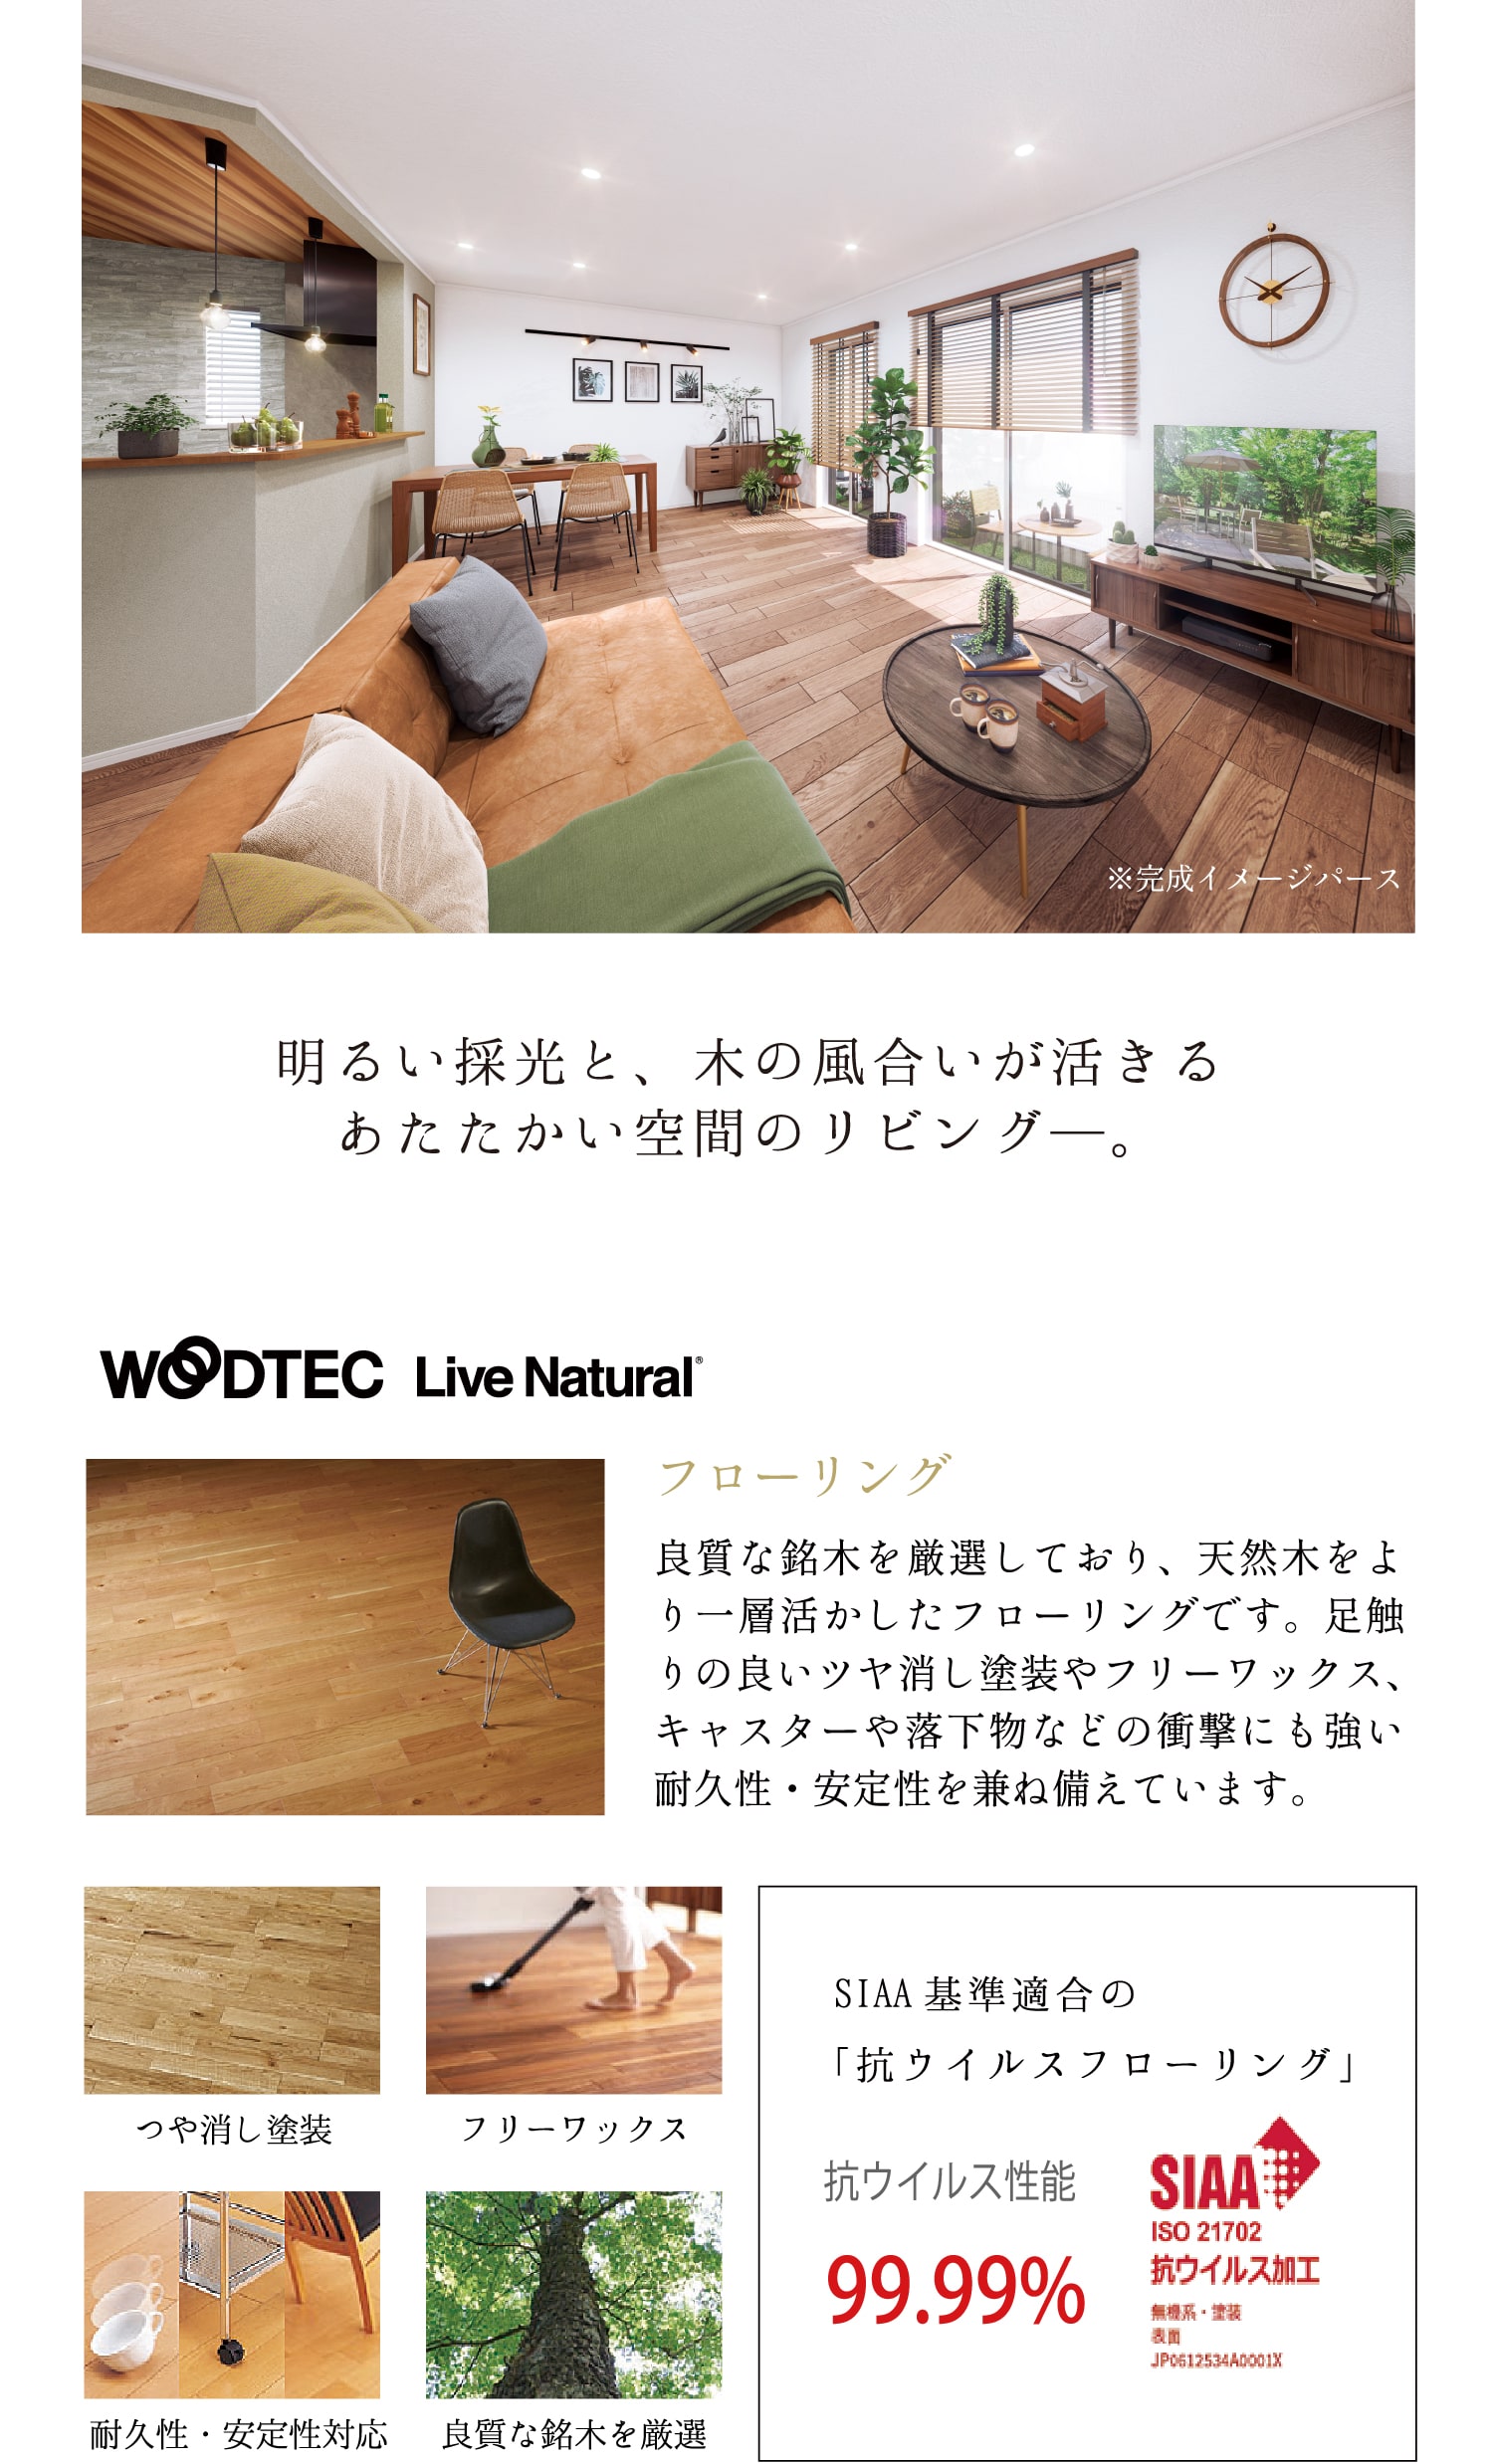 ※完成イメージパース
明るい採光と、木の風合いが活きる
あたたかい空間のリビング―。
WOODTEC Live Natural®
フローリング
良質な銘木を厳選しており、天然木をよ
り一層活かしたフローリングです。足触
りの良いツヤ消し塗装やフリーワックス、
キャスターや落下物などの衝撃にも強い
耐久性・安定性を兼ね備えています。
つや消し塗装
フリーワックス
耐久性・安定性対応
良質な銘木を厳選
SIAA 基準適合の
「抗ウイルスフローリング」
抗ウイルス性能
99.99%
SIAA
ISO 21702
抗ウイルス加工
無機系・塗装
表面
JP0612534A0001X